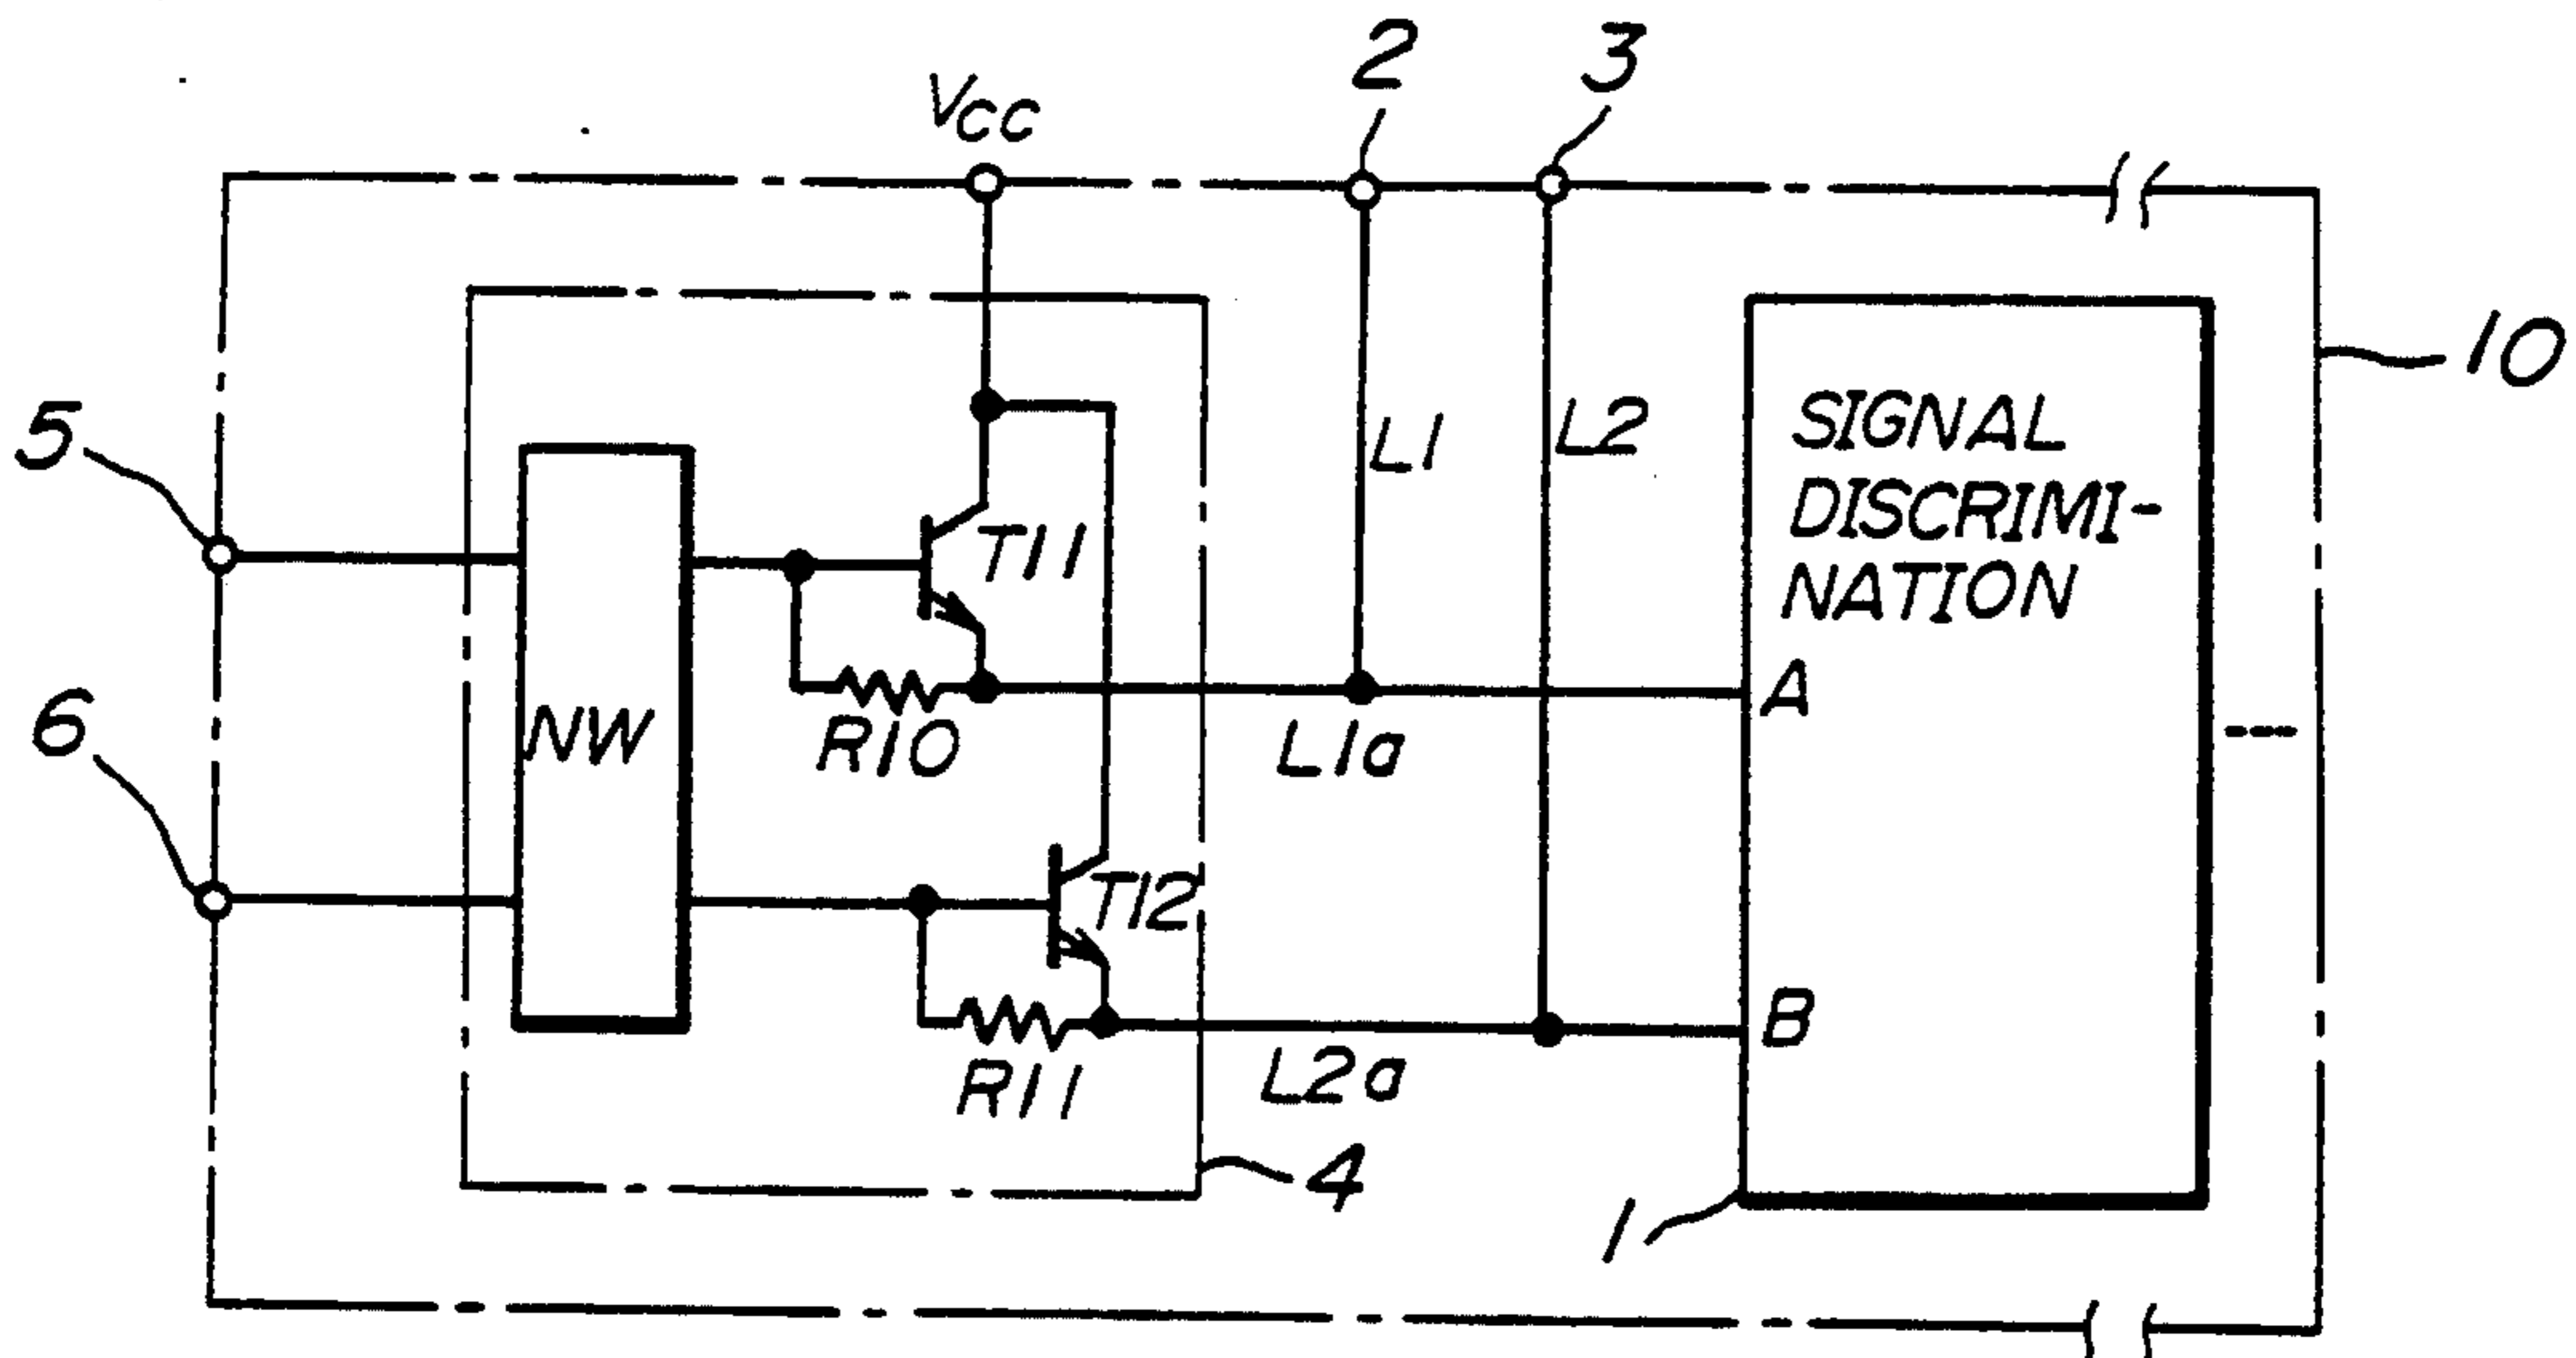 2
3
Vcc
10
5
L1
L2
SIGNAL
DISCRIMI-
NATION
T11
6
NW
R10
L1a
A
T12
R11
L2a
B
4
1